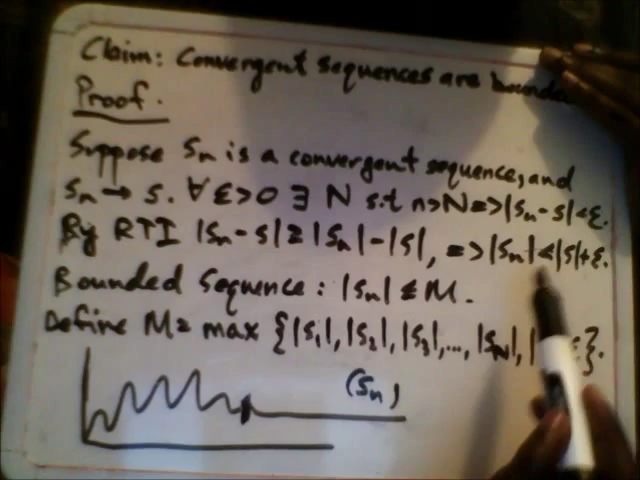 Claim: Convergent sequences are bounded
Proof.
Suppose Sn is a convergent sequence, and
Sn → S. ∀ ε>0 ∃ N s.t n>N => |Sn - S| < ε.
By RTI |Sn - S| ≥ |Sn| - |S|, => |Sn| < |S| + ε.
Bounded Sequence: |Sn| ≤ M.
Define M = max {|S1|, |S2|, |S3|, ..., |SN|, | }.
(Sn)